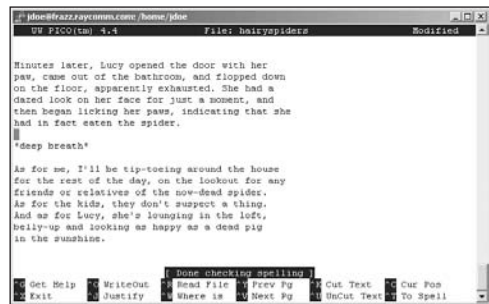 jdoe@frazz.raycomm.com: /home/jdoe
UW PICO(tm) 4.4 File: hairyspiders Modified
Minutes later, Lucy opened the door with her
paw, came out of the bathroom, and flopped down
on the floor, apparently exhausted. She had a
dazed look on her face for just a moment, and
then began licking her paws, indicating that she
had in fact eaten the spider.
*deep breath*
As for me, I'll be tip-toeing around the house
for the rest of the day, on the lookout for any
friends or relatives of the now-dead spider.
As for the kids, they don't suspect a thing.
And as for Lucy, she's lounging in the loft,
belly-up and looking as happy as a dead pig
in the sunshine.
[ Done checking spelling ]
^G Get Help ^O WriteOut ^R Read File ^Y Prev Pg ^K Cut Text ^C Cur Pos
^X Exit ^J Justify ^W Where is ^V Next Pg ^U UnCut Text ^T To Spell